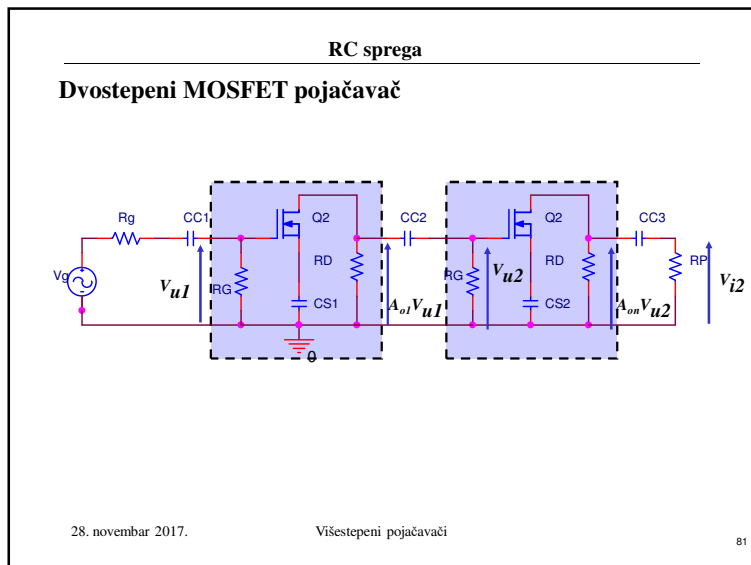 RC sprega
Dvostepeni MOSFET pojačavač
Rg CC1 Q2 CC2 Q2 CC3
Vg Vu1 RG RD Ao1Vu1 RG Vu2 RD AonVu2 RP Vi2
CS1 CS2
0
28. novembar 2017. Višestepeni pojačavači 81